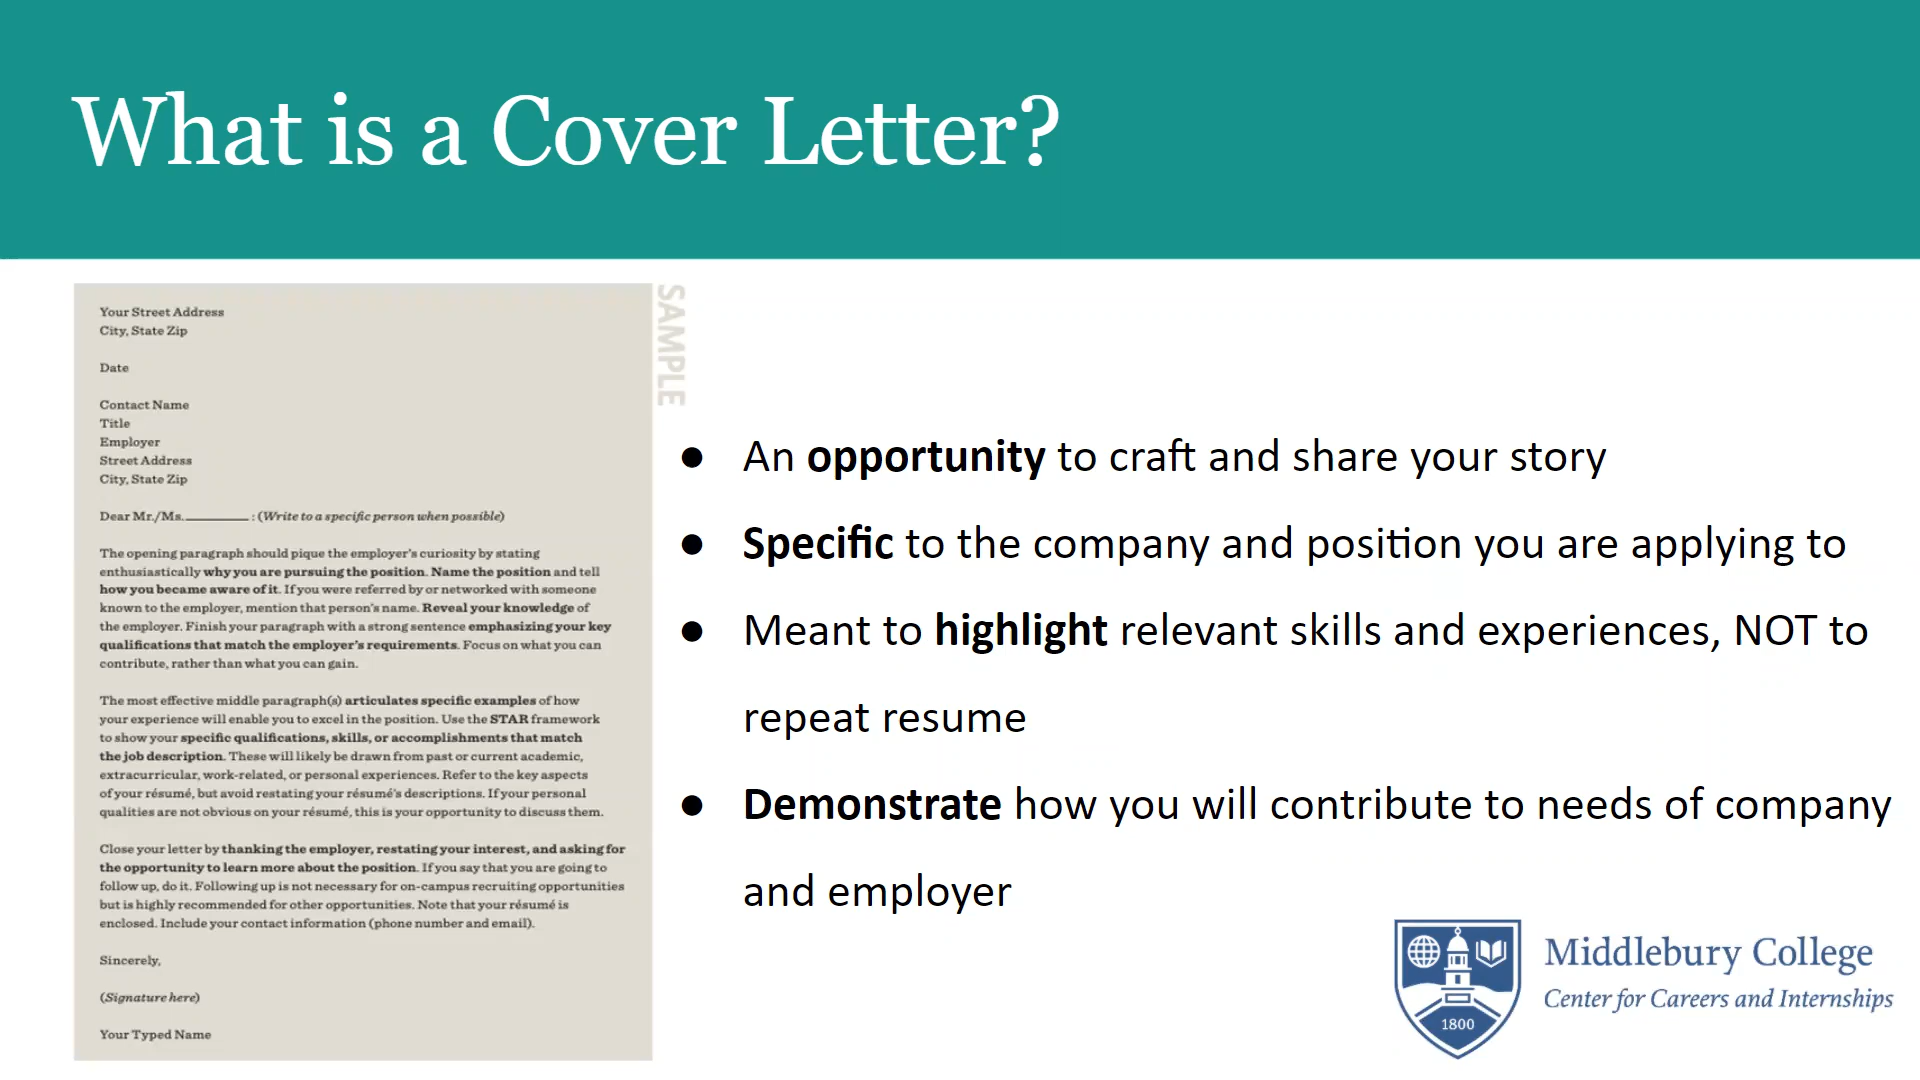 What is a Cover Letter?
Your Street Address
City, State Zip
Date
Contact Name
Title
Employer
Street Address
City, State Zip
Dear Mr./Ms.________ : (Write to a specific person when possible)
The opening paragraph should pique the employer's curiosity by stating
enthusiastically why you are pursuing the position. Name the position and tell
how you became aware of it. If you were referred by or networked with someone
known to the employer, mention that person's name. Reveal your knowledge of
the employer. Finish your paragraph with a strong sentence emphasizing your key
qualifications that match the employer's requirements. Focus on what you can
contribute, rather than what you can gain.
The most effective middle paragraph(s) articulates specific examples of how
your experience will enable you to excel in the position. Use the STAR framework
to show your specific qualifications, skills, or accomplishments that match
the job description. These will likely be drawn from past or current academic,
extracurricular, work-related, or personal experiences. Refer to the key aspects
of your résumé, but avoid restating your résumé's descriptions. If your personal
qualities are not obvious on your résumé, this is your opportunity to discuss them.
Close your letter by thanking the employer, restating your interest, and asking for
the opportunity to learn more about the position. If you say that you are going to
follow up, do it. Following up is not necessary for on-campus recruiting opportunities
but is highly recommended for other opportunities. Note that your résumé is
enclosed. Include your contact information (phone number and email).
Sincerely,
(Signature here)
Your Typed Name
SAMPLE
● An opportunity to craft and share your story
● Specific to the company and position you are applying to
● Meant to highlight relevant skills and experiences, NOT to
repeat resume
● Demonstrate how you will contribute to needs of company
and employer
1800
Middlebury College
Center for Careers and Internships